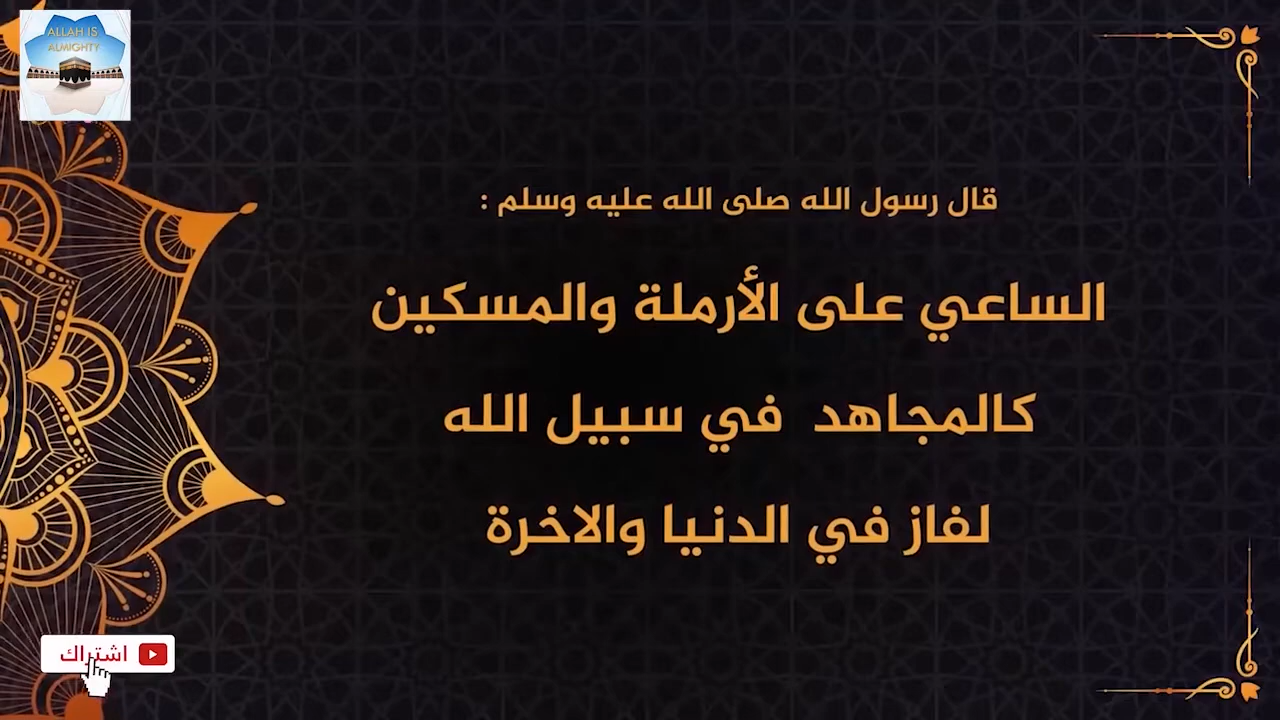 ALLAH IS
ALMIGHTY
قال رسول الله صلى الله عليه وسلم :
الساعي على الأرملة والمسكين
كالمجاهد في سبيل الله
لفاز في الدنيا والاخرة
اشتراك